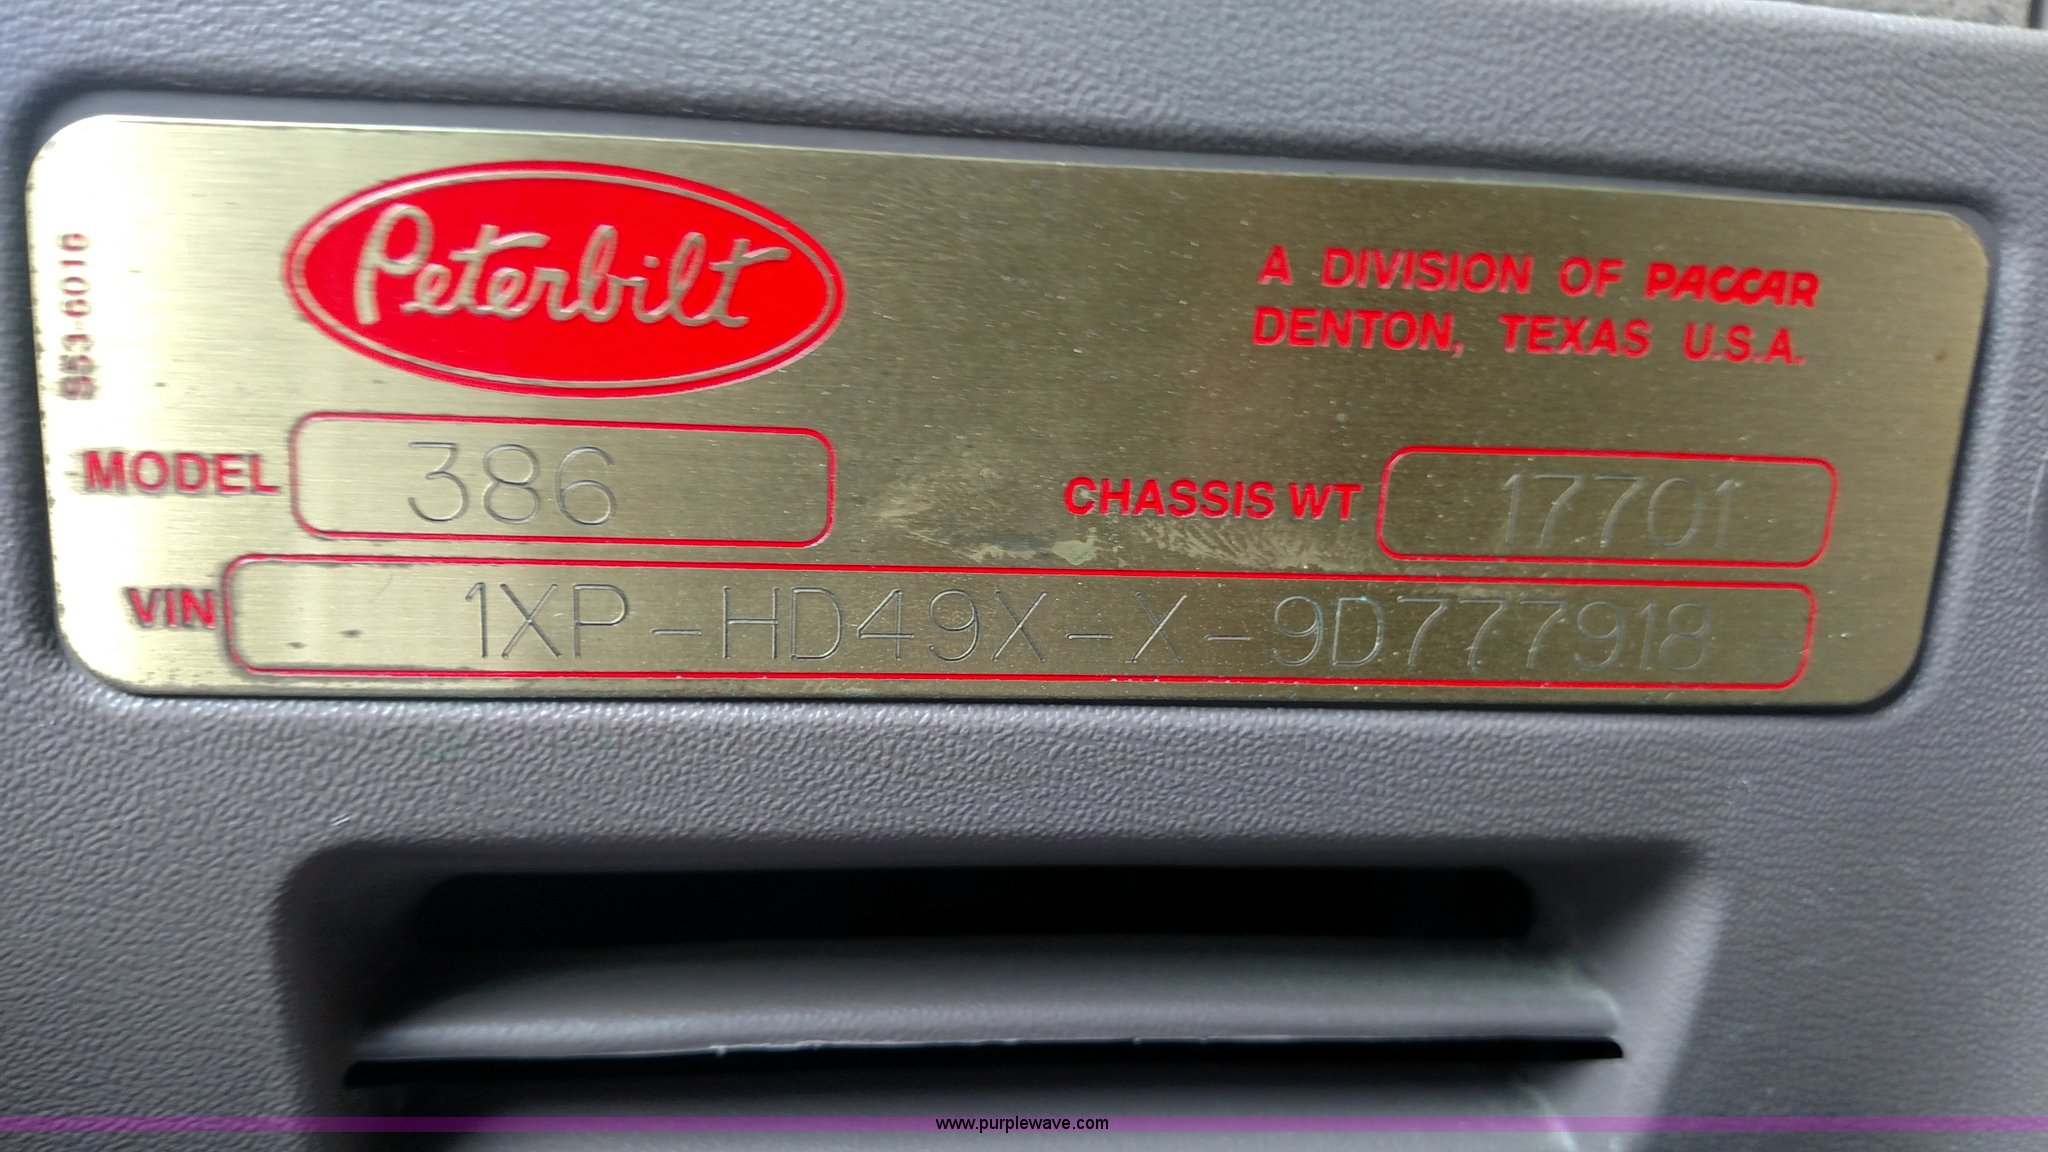 953-6016
Peterbilt
A DIVISION OF PACCAR
DENTON, TEXAS U.S.A.
MODEL 386
CHASSIS WT 17701
VIN 1XP-HD49X-X-9D777918
www.purplewave.com